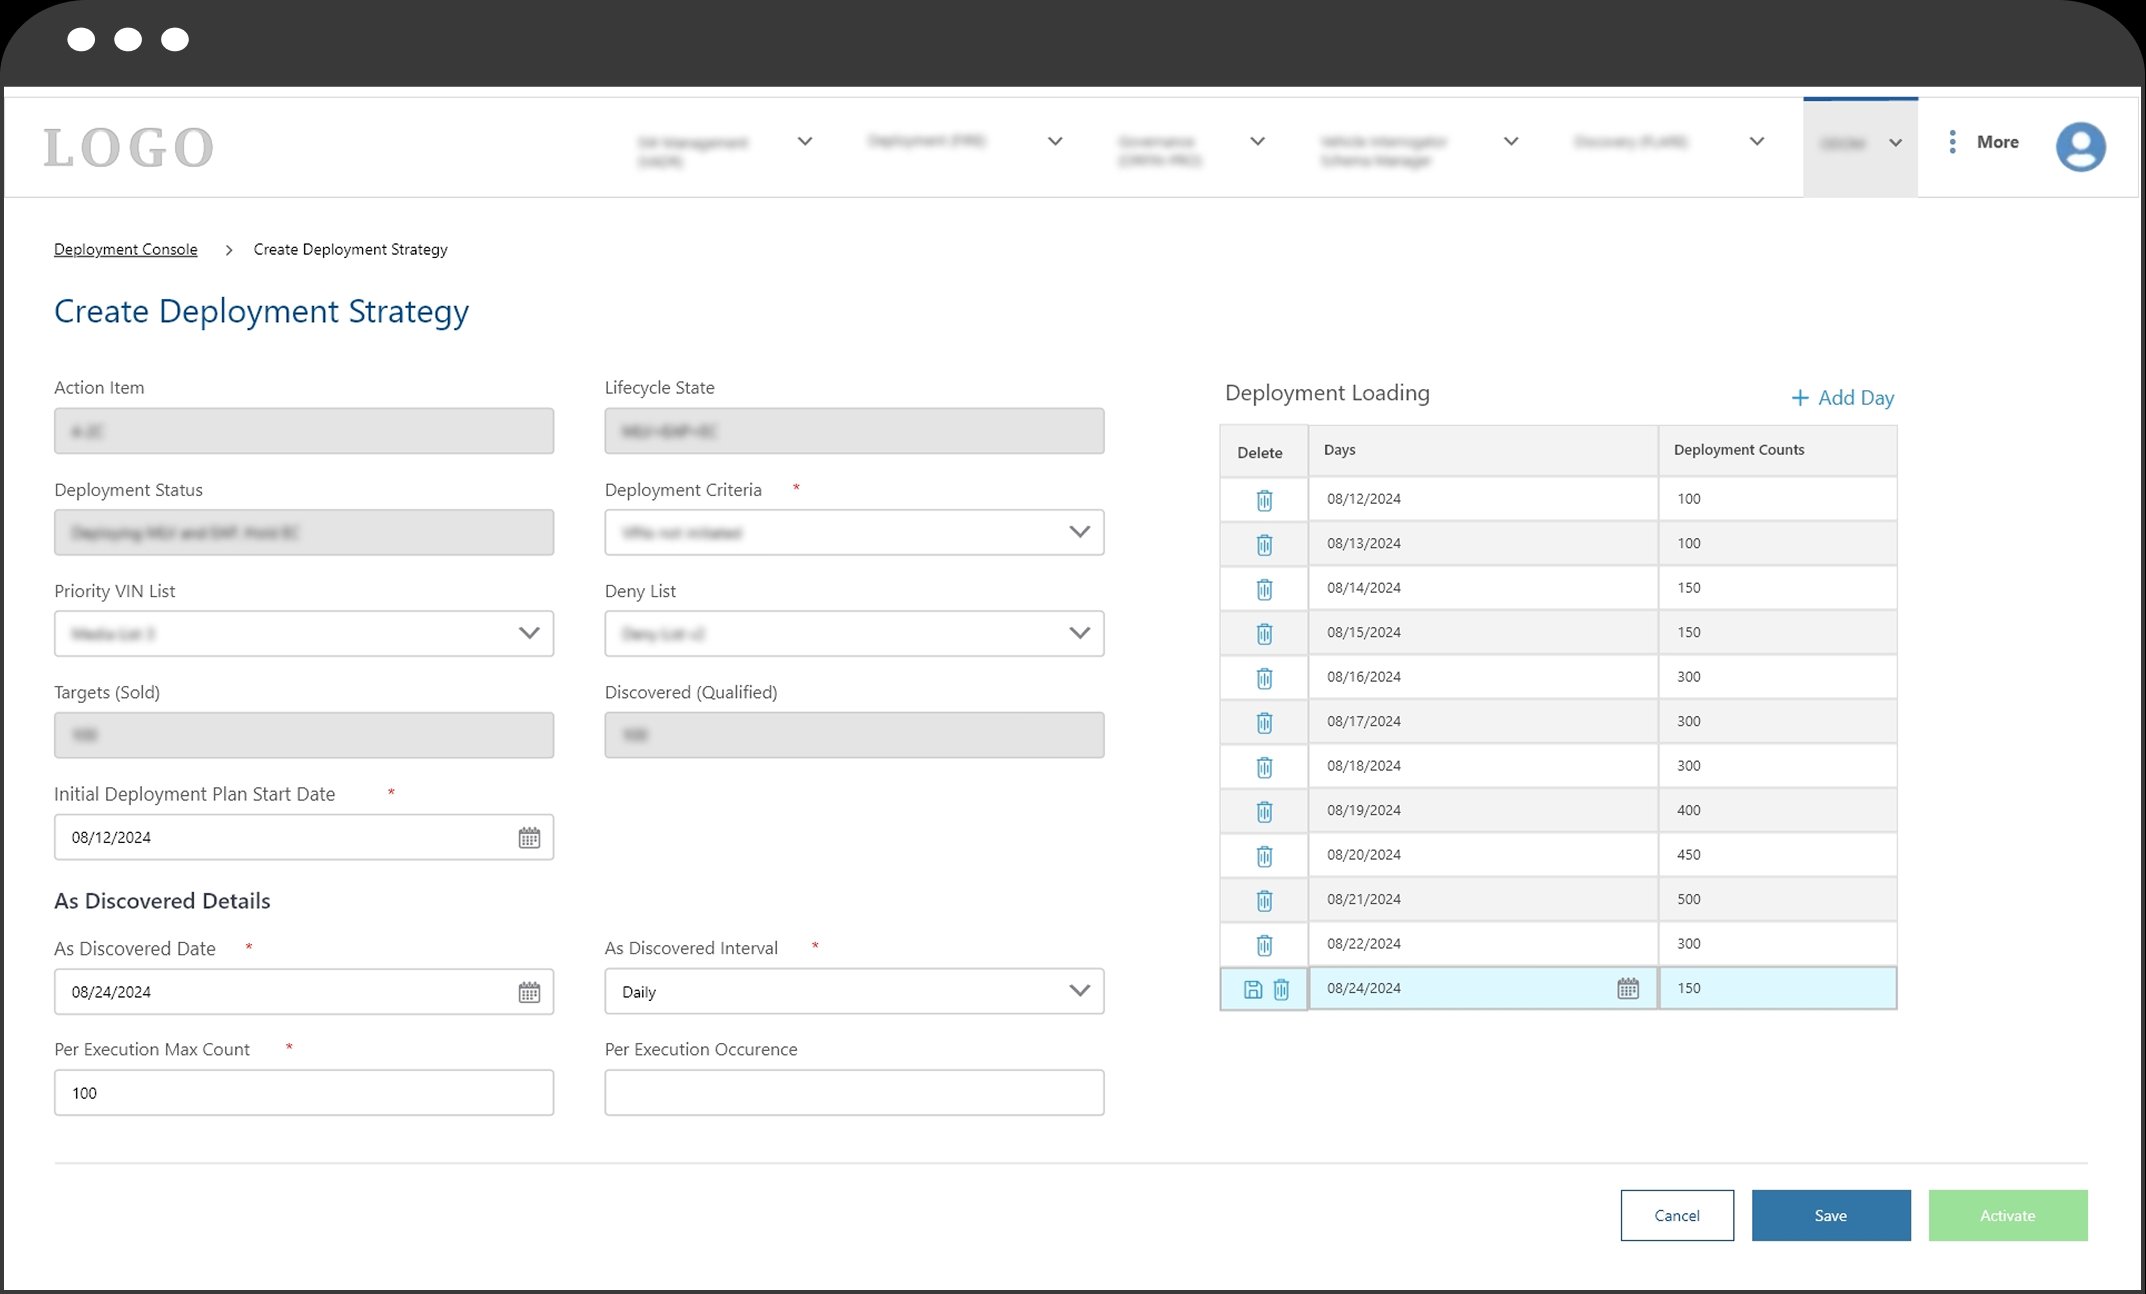 LOGO
More
Deployment Console > Create Deployment Strategy
Create Deployment Strategy
Action Item
Lifecycle State
Deployment Status
Deployment Criteria *
Priority VIN List
Deny List
Targets (Sold)
Discovered (Qualified)
Initial Deployment Plan Start Date *
08/12/2024
As Discovered Details
As Discovered Date *
08/24/2024
As Discovered Interval *
Daily
Per Execution Max Count *
100
Per Execution Occurence
Deployment Loading
+ Add Day
Delete Days Deployment Counts
08/12/2024 100
08/13/2024 100
08/14/2024 150
08/15/2024 150
08/16/2024 300
08/17/2024 300
08/18/2024 300
08/19/2024 400
08/20/2024 450
08/21/2024 500
08/22/2024 300
08/24/2024 150
Cancel
Save
Activate